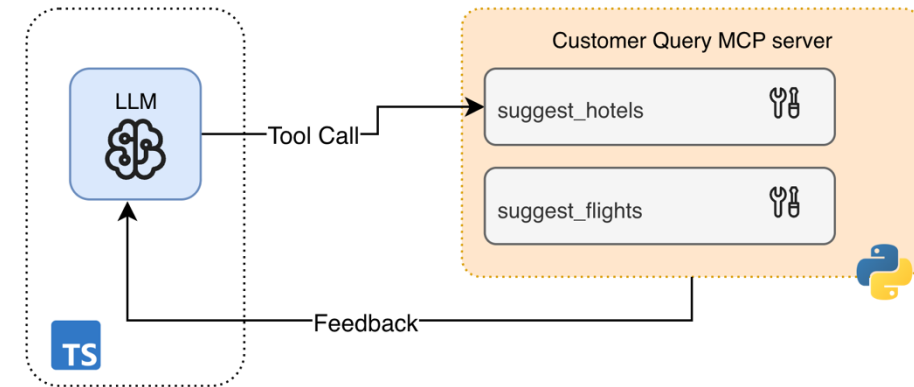 Customer Query MCP server
LLM
suggest_hotels
Tool Call
suggest_flights
Feedback
TS